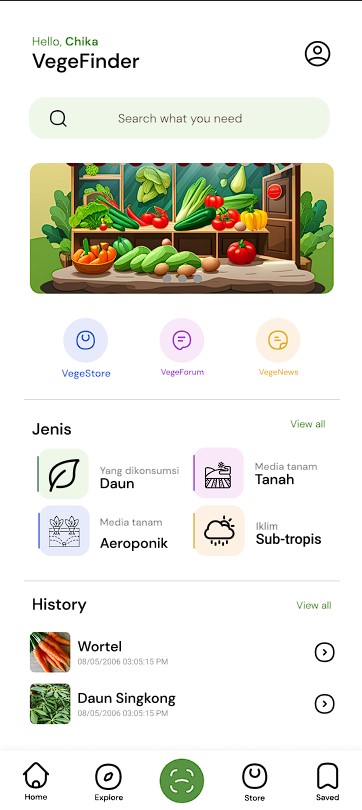 Hello, Chika
VegeFinder
Search what you need
VegeStore
VegeForum
VegeNews
Jenis
View all
Yang dikonsumsi
Daun
Media tanam
Tanah
Media tanam
Aeroponik
Iklim
Sub-tropis
History
View all
Wortel
08/05/2006 03:05:15 PM
Daun Singkong
08/05/2006 03:05:15 PM
Home
Explore
Store
Saved